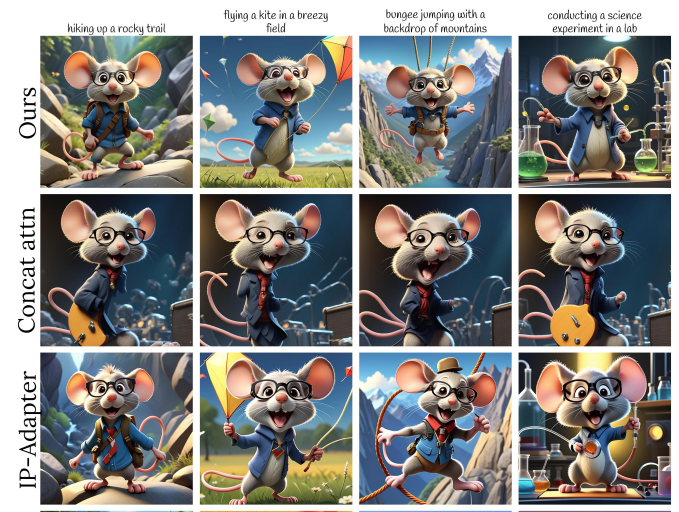 hiking up a rocky trail
flying a kite in a breezy
field
bungee jumping with a
backdrop of mountains
conducting a science
experiment in a lab
Ours
Concat attn
IP-Adapter